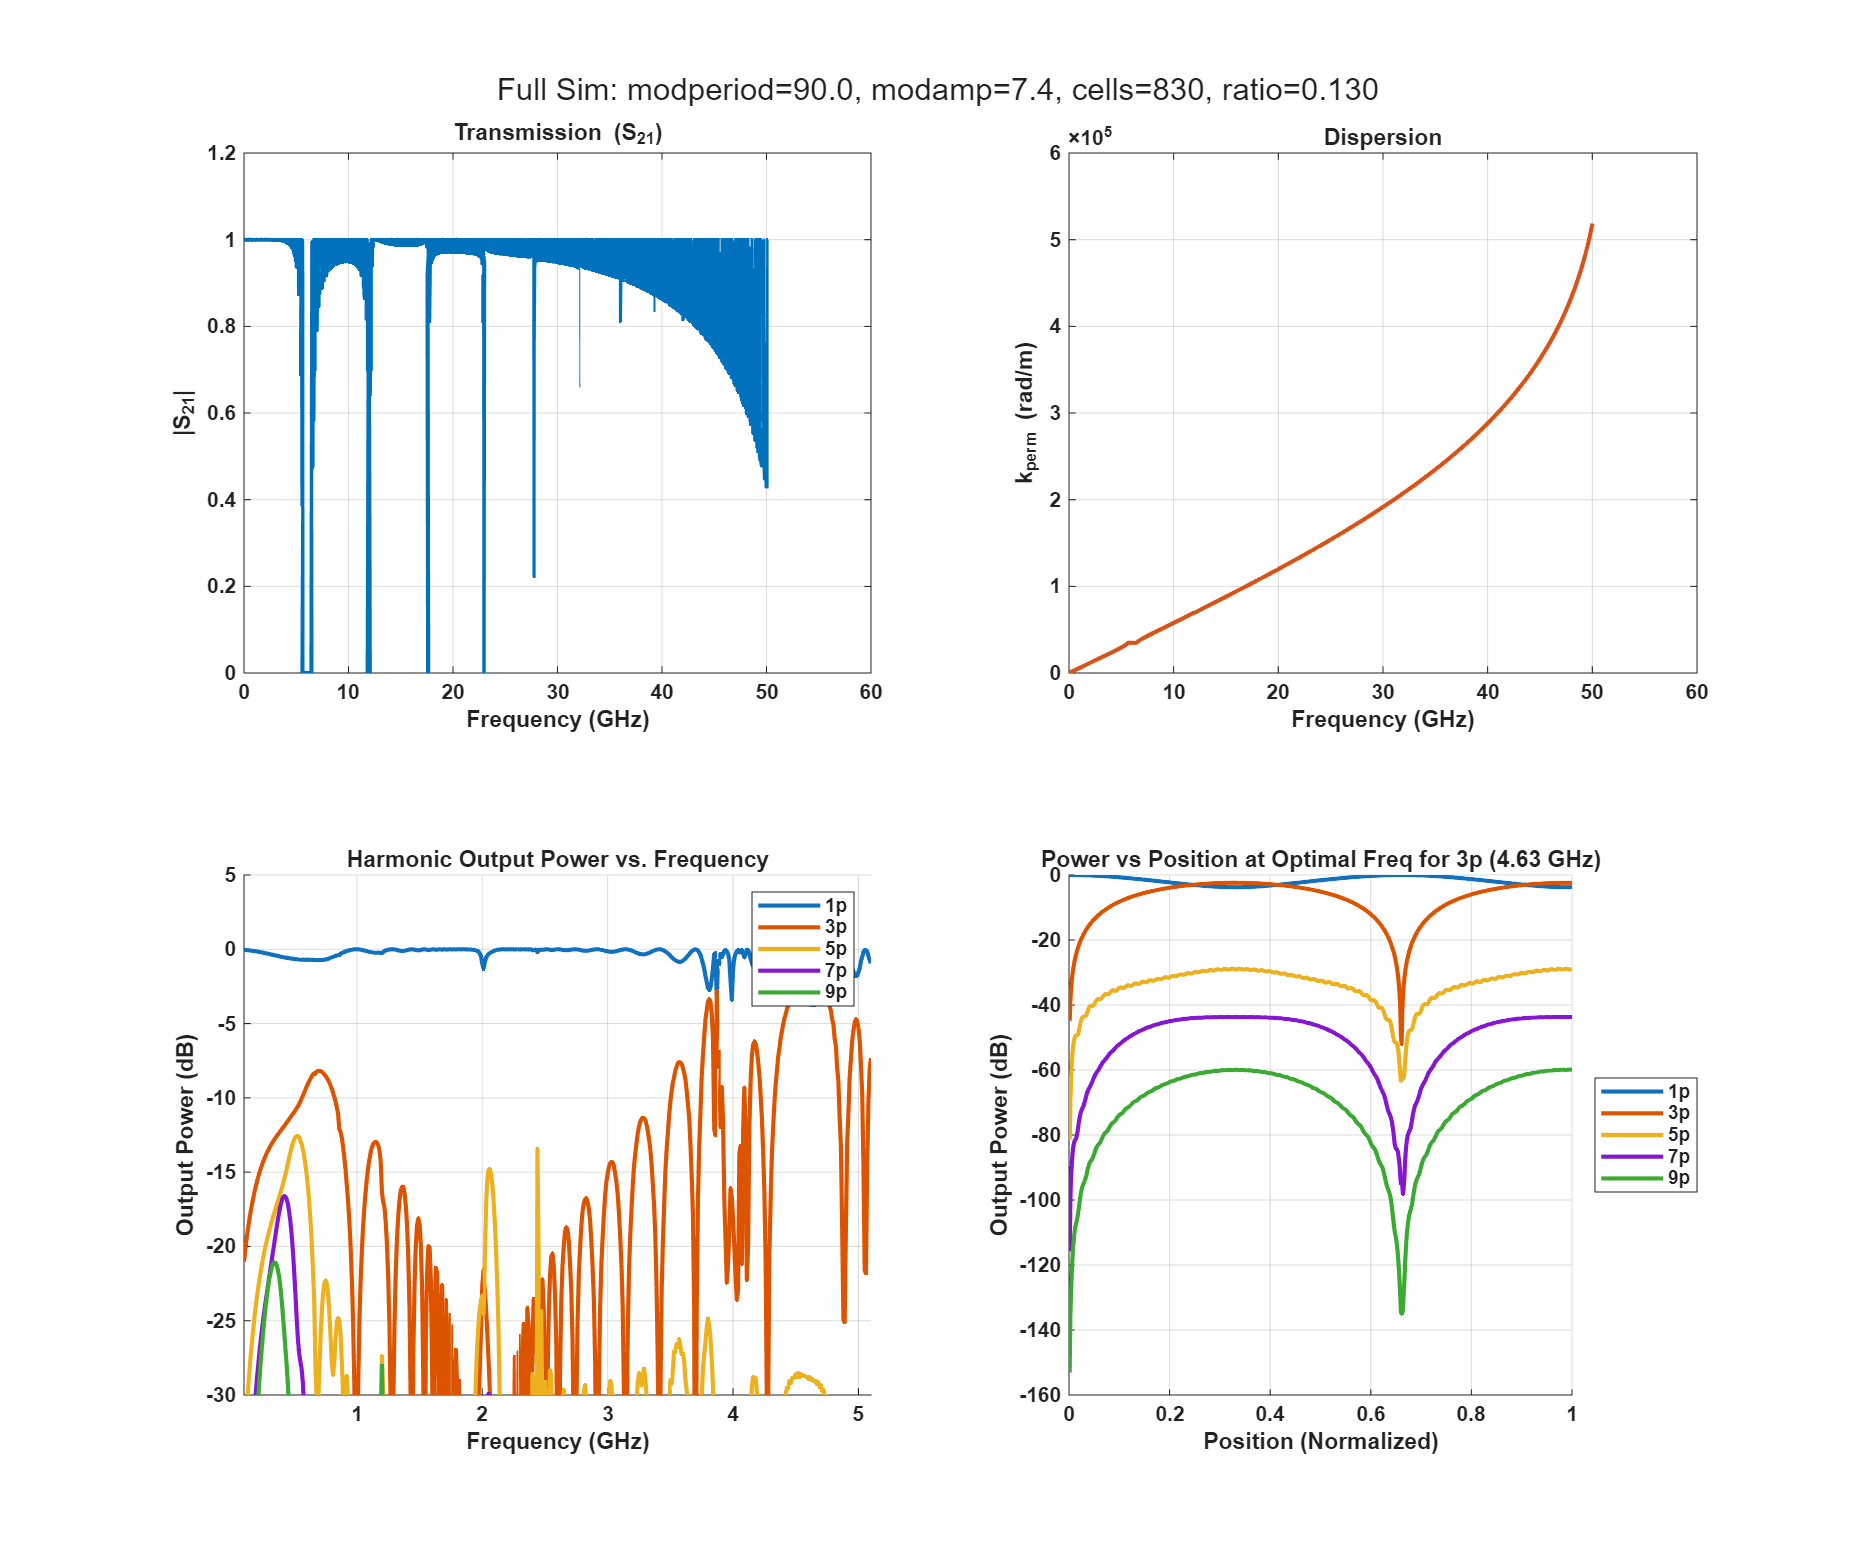 Full Sim: modperiod=90.0, modamp=7.4, cells=830, ratio=0.130
Transmission (S21)
1.2
1
0.8
0.6
0.4
0.2
0
0 10 20 30 40 50 60
|S21|
Frequency (GHz)
×10^5
Dispersion
6
5
4
3
2
1
0
0 10 20 30 40 50 60
kperm (rad/m)
Frequency (GHz)
Harmonic Output Power vs. Frequency
5
0
-5
-10
-15
-20
-25
-30
1 2 3 4 5
Output Power (dB)
Frequency (GHz)
1p
3p
5p
7p
9p
Power vs Position at Optimal Freq for 3p (4.63 GHz)
0
-20
-40
-60
-80
-100
-120
-140
-160
0 0.2 0.4 0.6 0.8 1
Output Power (dB)
Position (Normalized)
1p
3p
5p
7p
9p